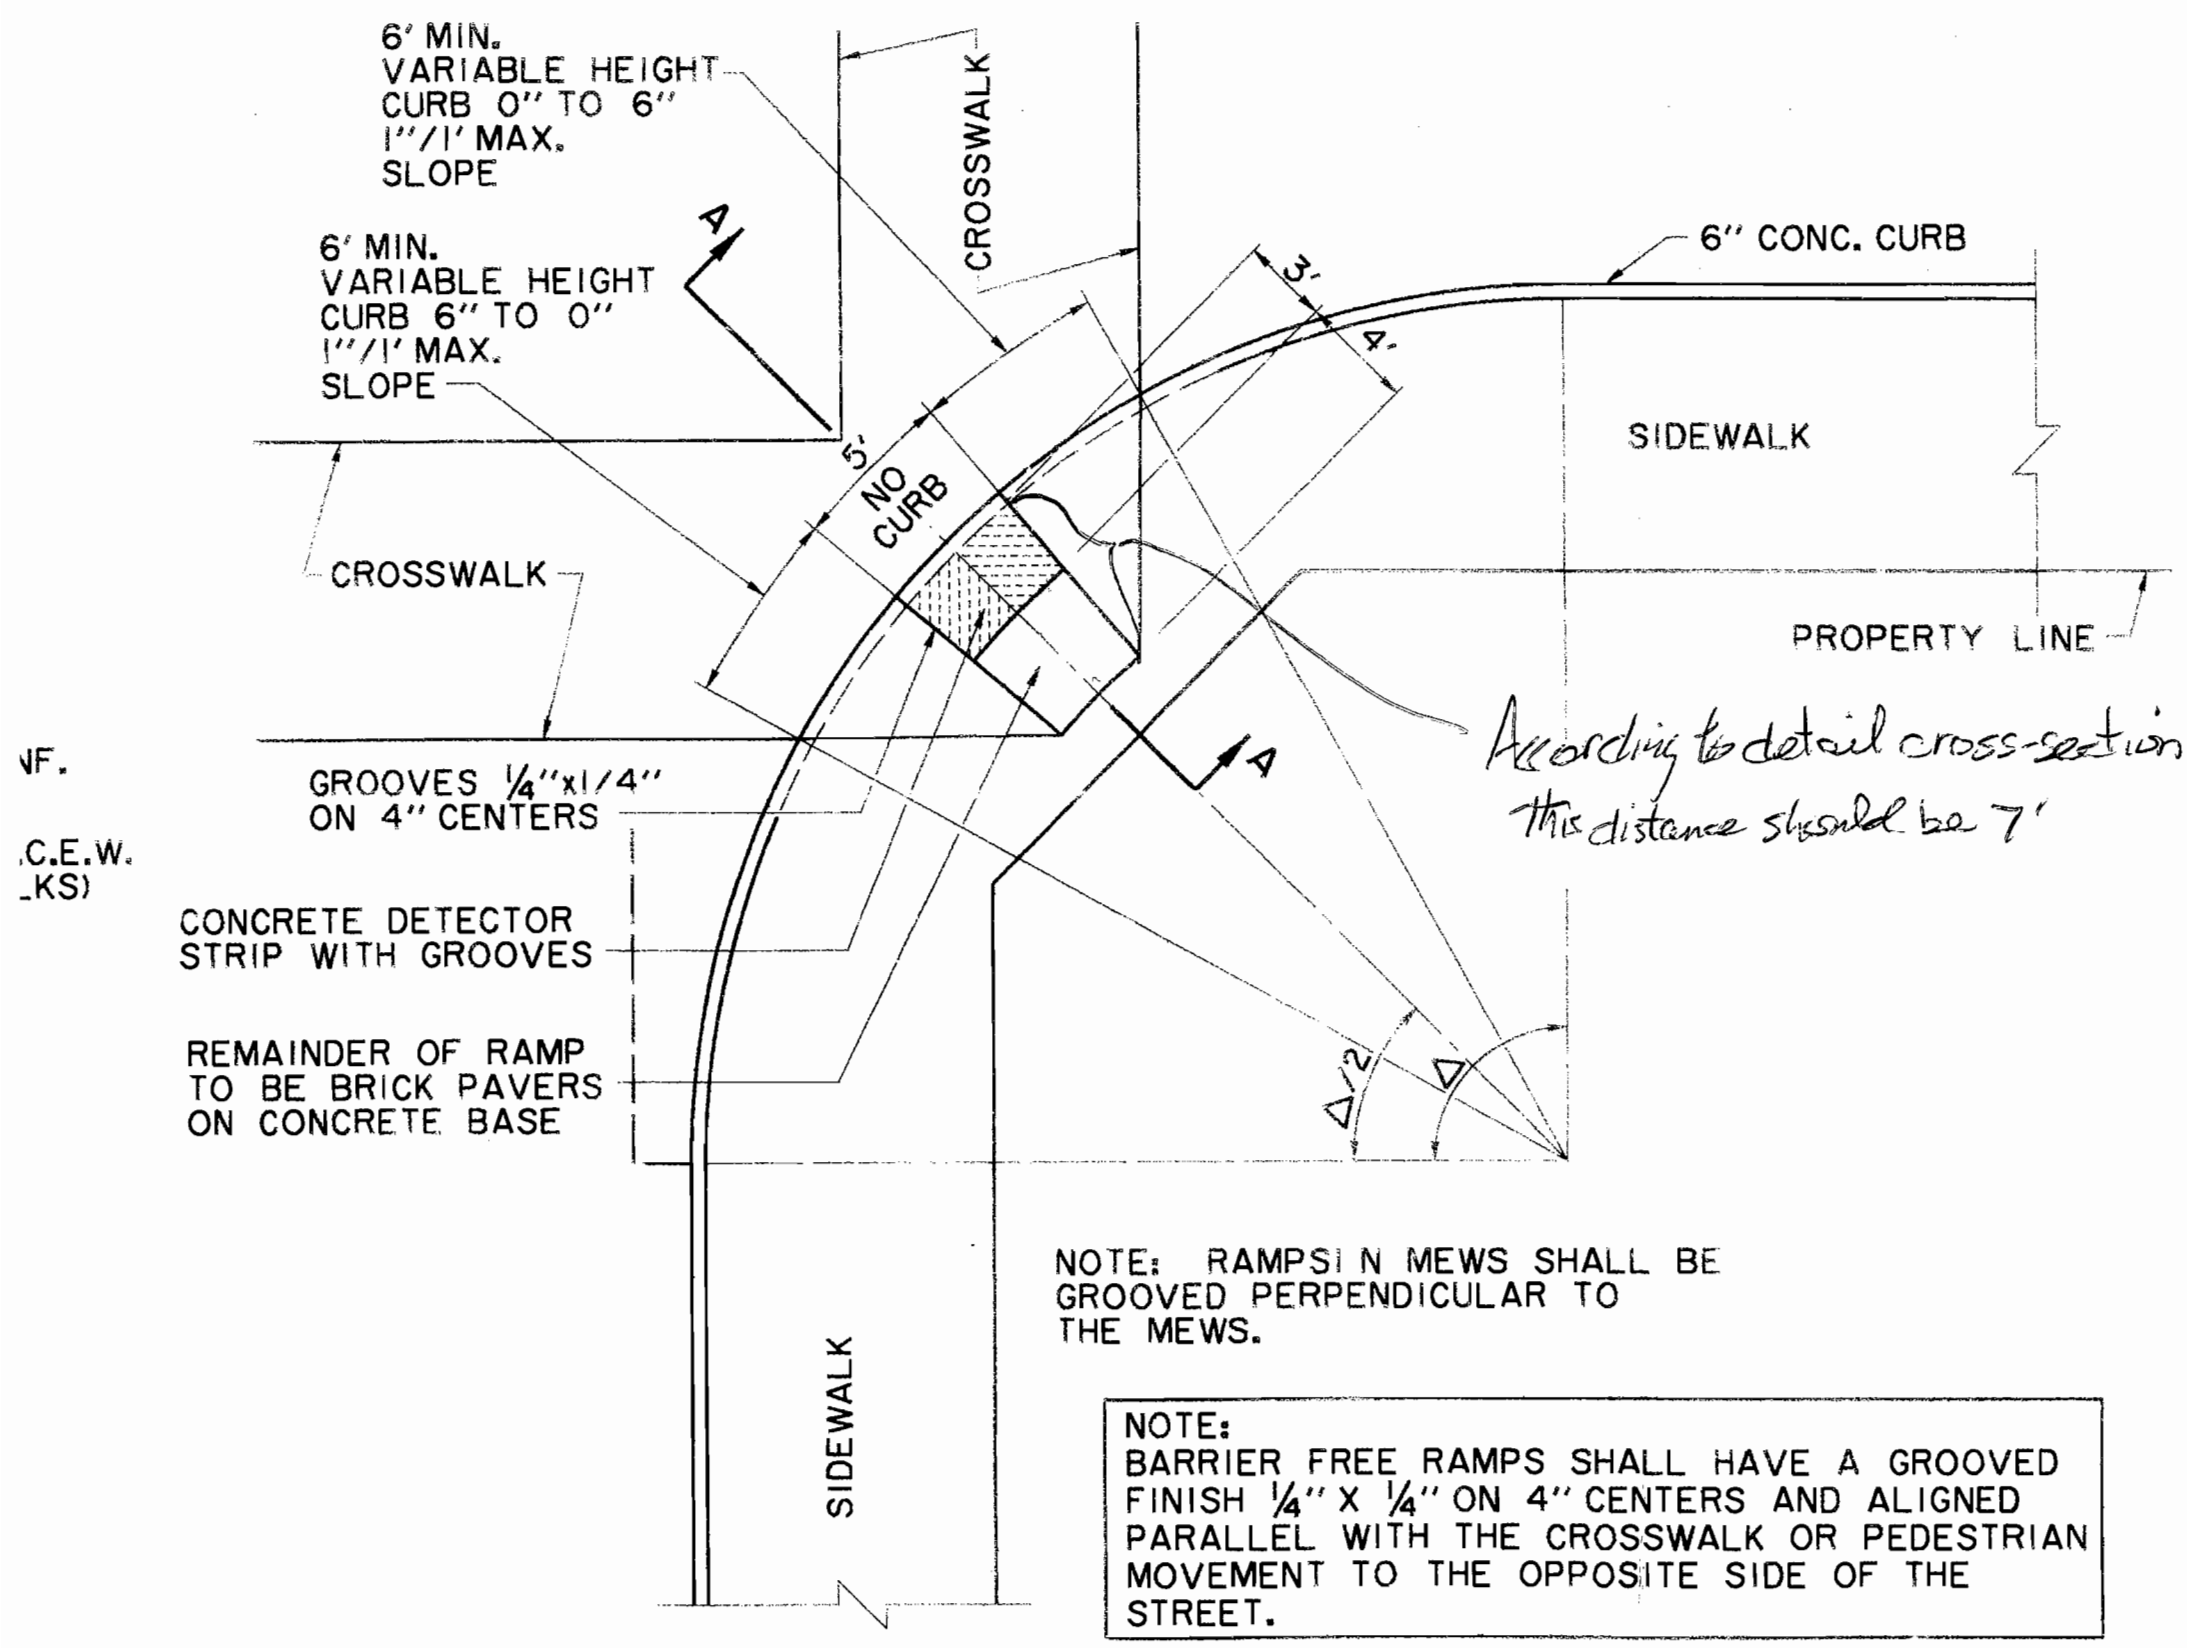 6' MIN.
VARIABLE HEIGHT
CURB 0" TO 6"
1"/1' MAX.
SLOPE
CROSSWALK
A
6' MIN.
VARIABLE HEIGHT
CURB 6" TO 0"
1"/1' MAX.
SLOPE
6" CONC. CURB
3'
4'
5'
NO
CURB
SIDEWALK
CROSSWALK
PROPERTY LINE
A
According to detail cross-section
this distance should be 7'
NF.
GROOVES 1/4"x1/4"
ON 4" CENTERS
.C.E.W.
KS)
CONCRETE DETECTOR
STRIP WITH GROOVES
REMAINDER OF RAMP
TO BE BRICK PAVERS
ON CONCRETE BASE
Δ/2
Δ
NOTE: RAMPSI N MEWS SHALL BE
GROOVED PERPENDICULAR TO
THE MEWS.
SIDEWALK
NOTE:
BARRIER FREE RAMPS SHALL HAVE A GROOVED
FINISH 1/4" X 1/4" ON 4" CENTERS AND ALIGNED
PARALLEL WITH THE CROSSWALK OR PEDESTRIAN
MOVEMENT TO THE OPPOSITE SIDE OF THE
STREET.